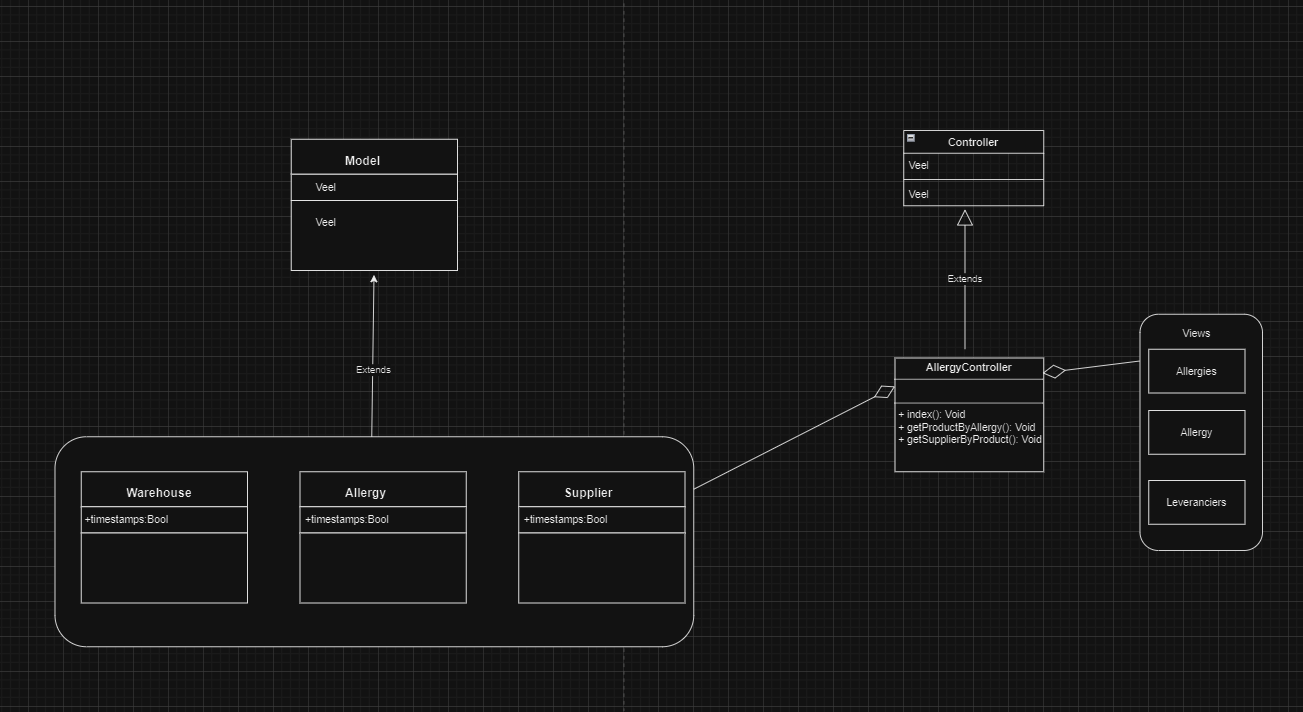 Model
Veel
Veel
Extends
Warehouse
+timestamps:Bool
Allergy
+timestamps:Bool
Supplier
+timestamps:Bool
Controller
Veel
Veel
Extends
AllergyController
+ index(): Void
+ getProductByAllergy(): Void
+ getSupplierByProduct(): Void
Views
Allergies
Allergy
Leveranciers